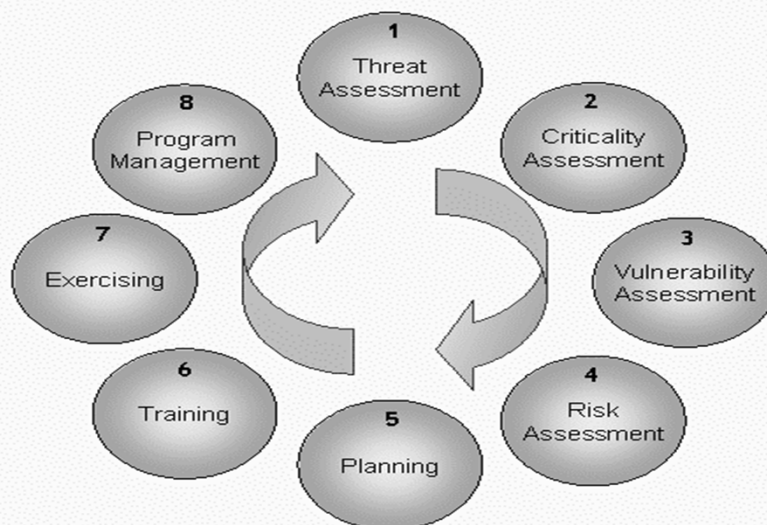 1
Threat
Assessment
2
Criticality
Assessment
3
Vulnerability
Assessment
4
Risk
Assessment
5
Planning
6
Training
7
Exercising
8
Program
Management